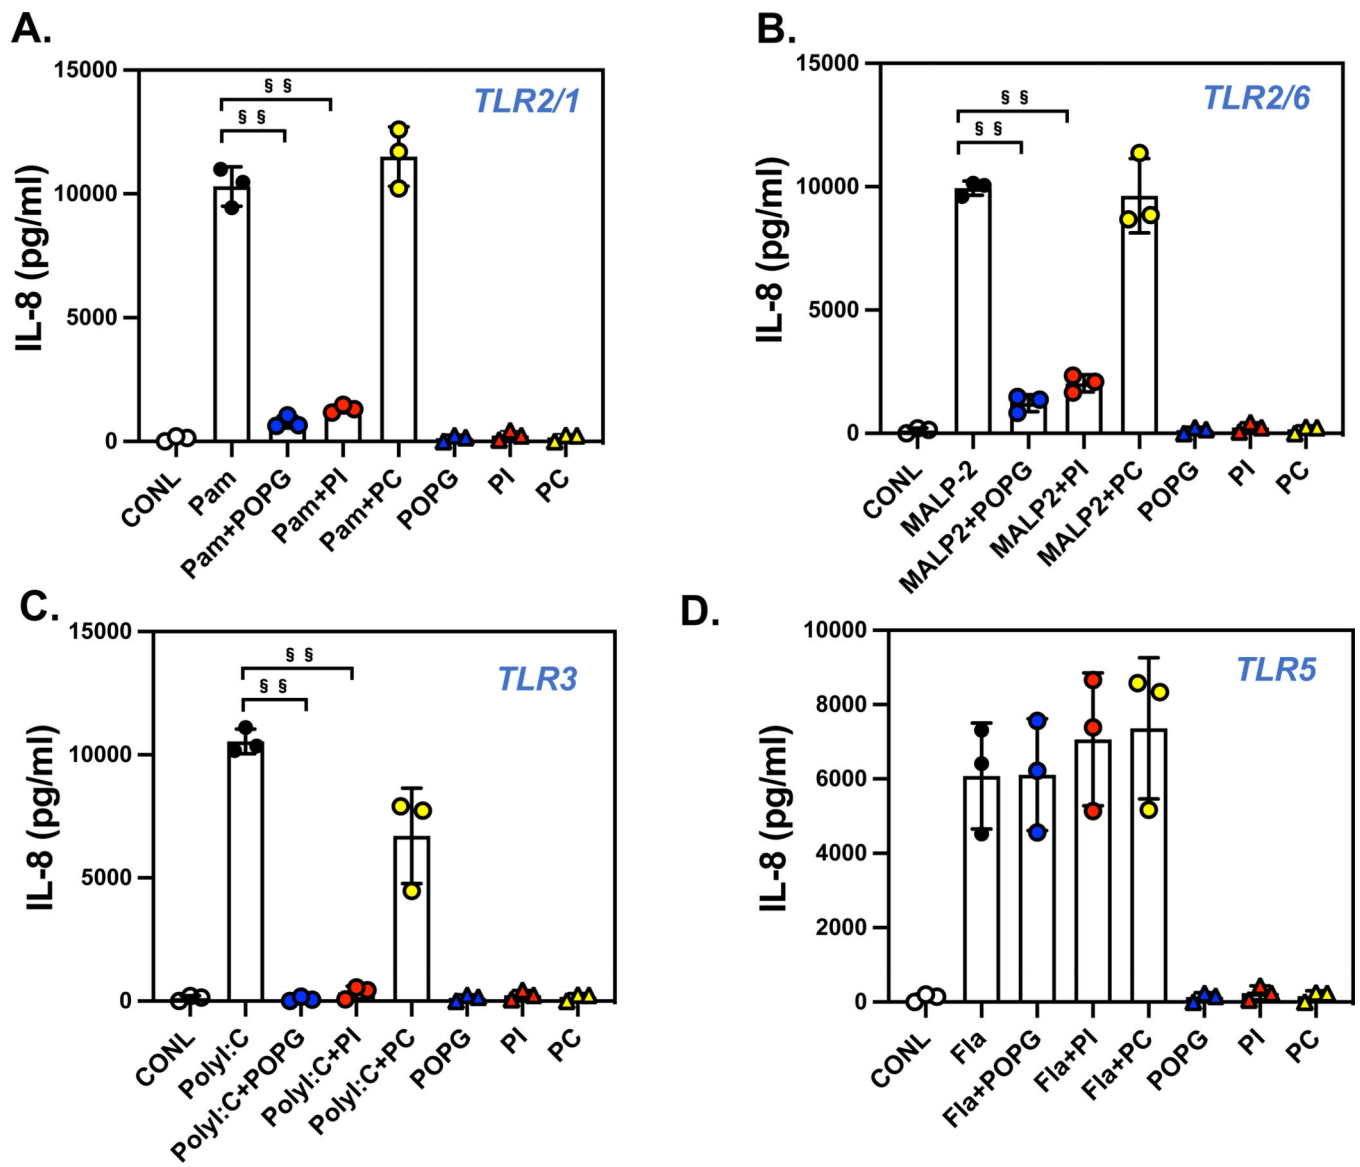 A.
TLR2/1
IL-8 (pg/ml)
15000
10000
5000
0
§ §
§ §
CONL
Pam
Pam+POPG
Pam+PI
Pam+PC
POPG
PI
PC
B.
TLR2/6
IL-8 (pg/ml)
15000
10000
5000
0
§ §
§ §
CONL
MALP-2
MALP2+POPG
MALP2+PI
MALP2+PC
POPG
PI
PC
C.
TLR3
IL-8 (pg/ml)
15000
10000
5000
0
§ §
§ §
CONL
PolyI:C
PolyI:C+POPG
PolyI:C+PI
PolyI:C+PC
POPG
PI
PC
D.
TLR5
IL-8 (pg/ml)
10000
8000
6000
4000
2000
0
CONL
Fla
Fla+POPG
Fla+PI
Fla+PC
POPG
PI
PC